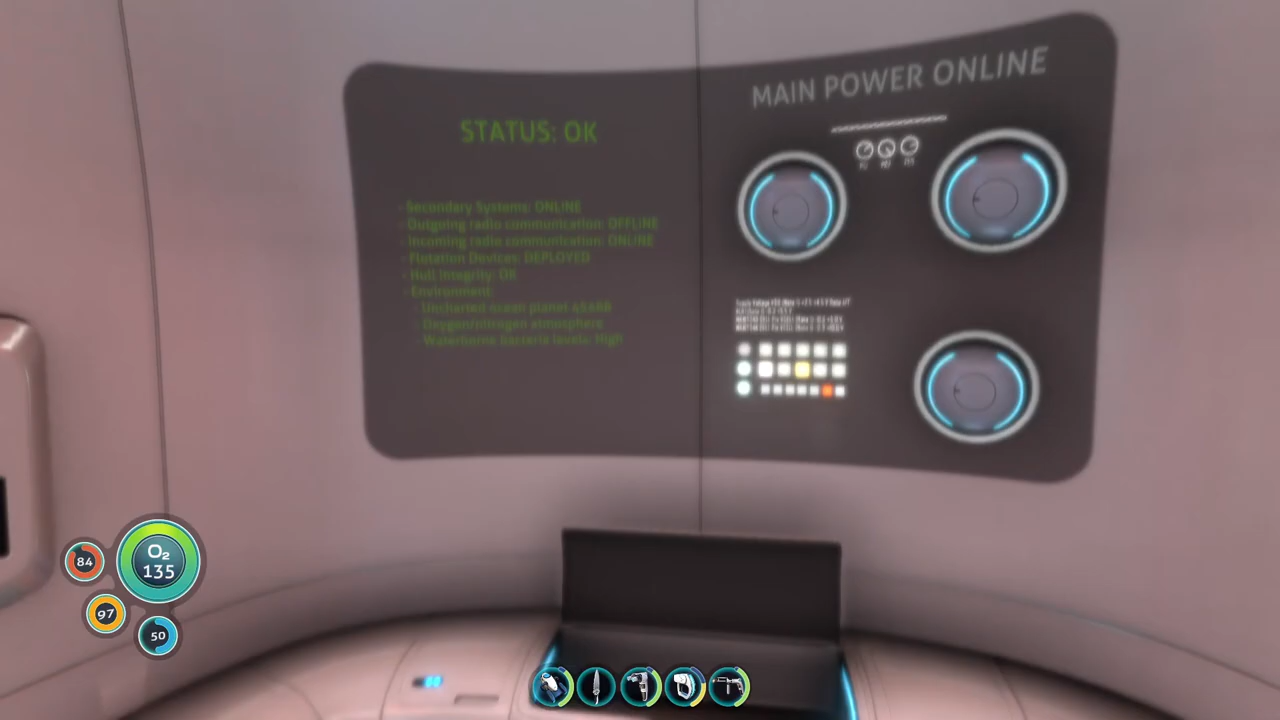 MAIN POWER ONLINE
STATUS: OK
- Secondary Systems: ONLINE
- Outgoing radio communication: OFFLINE
- Incoming radio communication: ONLINE
- Flotation Devices: DEPLOYED
- Hull Integrity: OK
- Environment:
- Uncharted ocean planet 4546B
- Oxygen/nitrogen atmosphere
- Waterborne bacteria levels: High
84
O₂
135
97
50